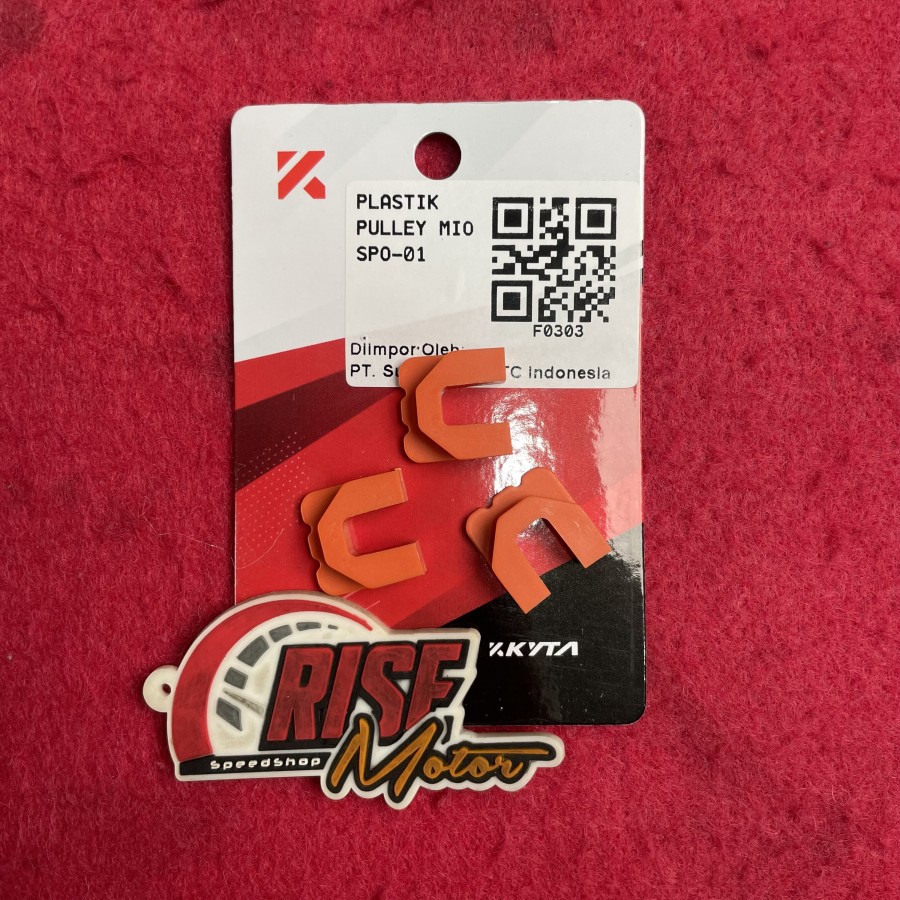 PLASTIK
PULLEY MIO
SPO-01
F0303
DiImpor Oleh:
PT. TC Indonesia
KYTA
RISE
SpeedShop
Motor